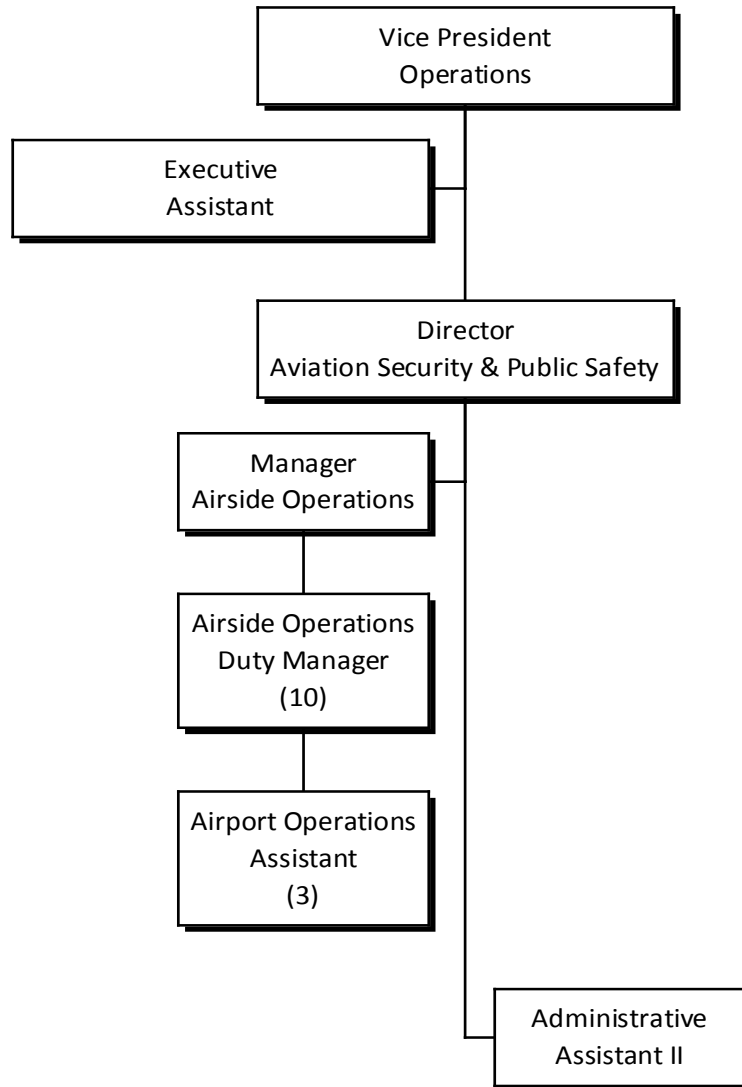 Vice President
Operations
Executive
Assistant
Director
Aviation Security & Public Safety
Manager
Airside Operations
Airside Operations
Duty Manager
(10)
Airport Operations
Assistant
(3)
Administrative
Assistant II